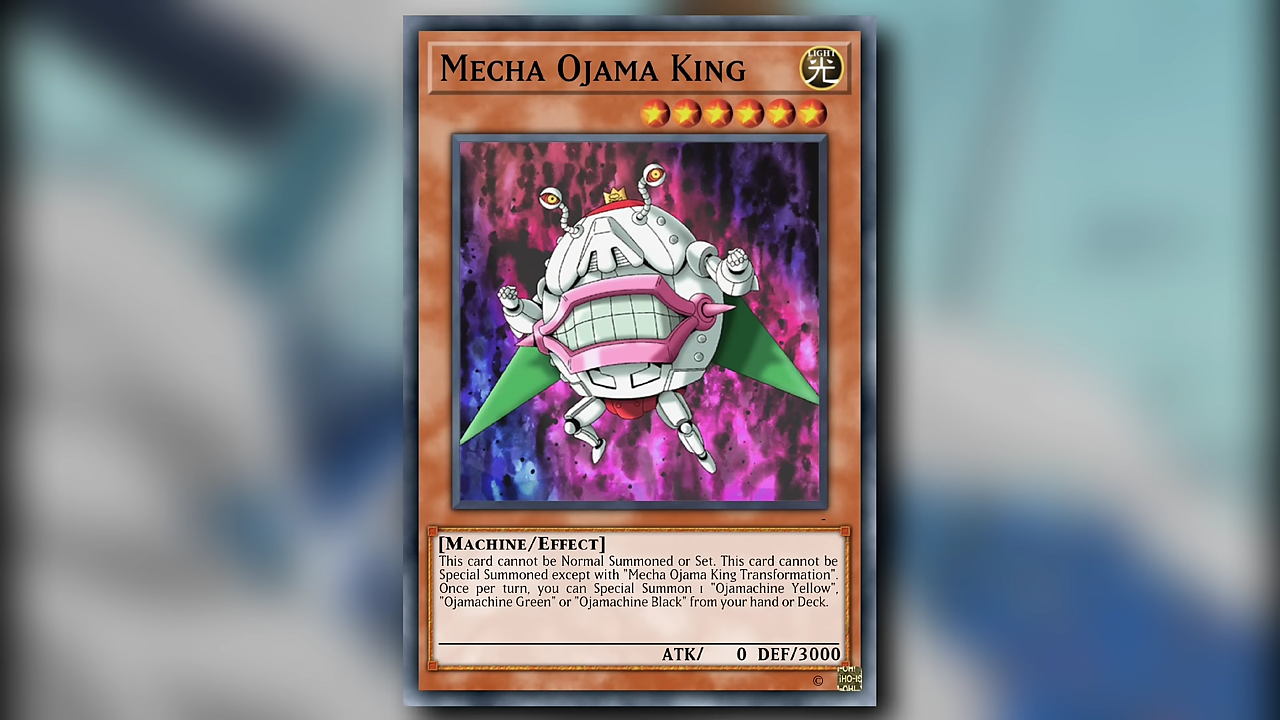 Mecha Ojama King
LIGHT
光
[Machine/Effect]
This card cannot be Normal Summoned or Set. This card cannot be
Special Summoned except with "Mecha Ojama King Transformation".
Once per turn, you can Special Summon 1 "Ojamachine Yellow",
"Ojamachine Green" or "Ojamachine Black" from your hand or Deck.
ATK/ 0 DEF/3000
©